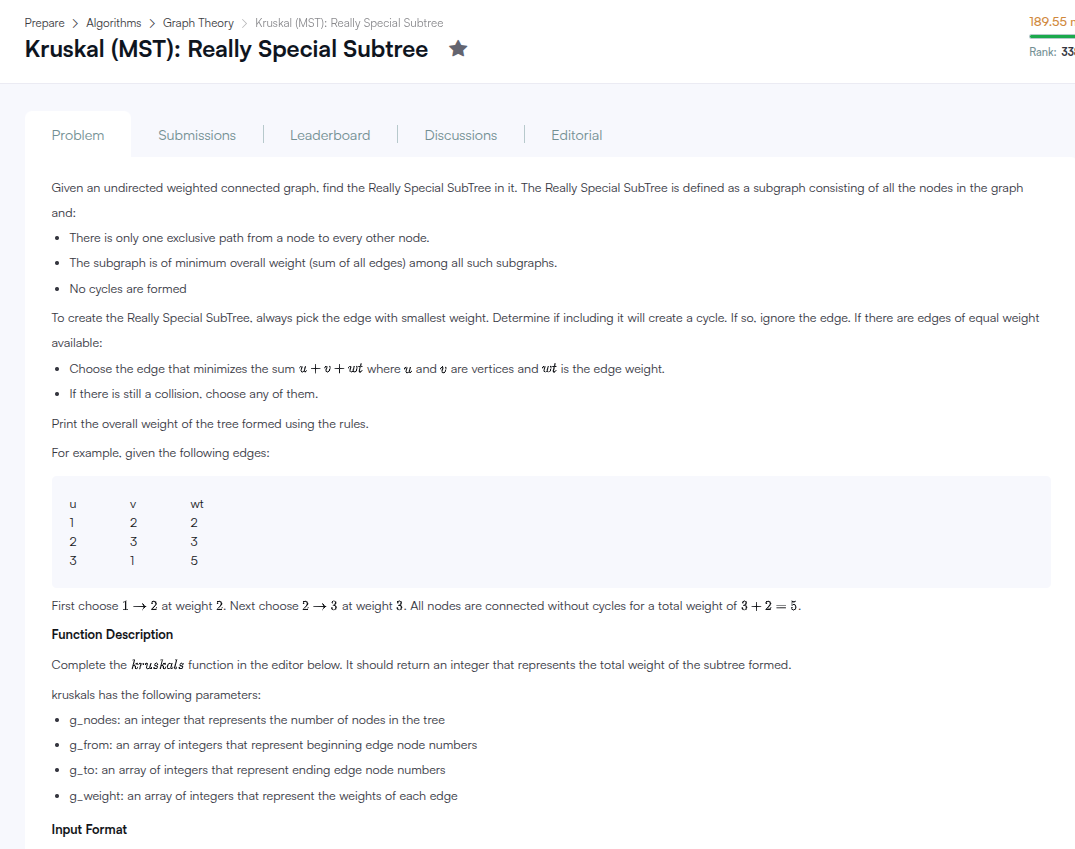 Prepare > Algorithms > Graph Theory > Kruskal (MST): Really Special Subtree
189.55
Kruskal (MST): Really Special Subtree
Rank: 33
Problem Submissions Leaderboard Discussions Editorial
Given an undirected weighted connected graph, find the Really Special SubTree in it. The Really Special SubTree is defined as a subgraph consisting of all the nodes in the graph
and:
• There is only one exclusive path from a node to every other node.
• The subgraph is of minimum overall weight (sum of all edges) among all such subgraphs.
• No cycles are formed
To create the Really Special SubTree, always pick the edge with smallest weight. Determine if including it will create a cycle. If so, ignore the edge. If there are edges of equal weight
available:
• Choose the edge that minimizes the sum u + v + wt where u and v are vertices and wt is the edge weight.
• If there is still a collision, choose any of them.
Print the overall weight of the tree formed using the rules.
For example, given the following edges:
u v wt
1 2 2
2 3 3
3 1 5
First choose 1 → 2 at weight 2. Next choose 2 → 3 at weight 3. All nodes are connected without cycles for a total weight of 3 + 2 = 5.
Function Description
Complete the kruskals function in the editor below. It should return an integer that represents the total weight of the subtree formed.
kruskals has the following parameters:
• g_nodes: an integer that represents the number of nodes in the tree
• g_from: an array of integers that represent beginning edge node numbers
• g_to: an array of integers that represent ending edge node numbers
• g_weight: an array of integers that represent the weights of each edge
Input Format